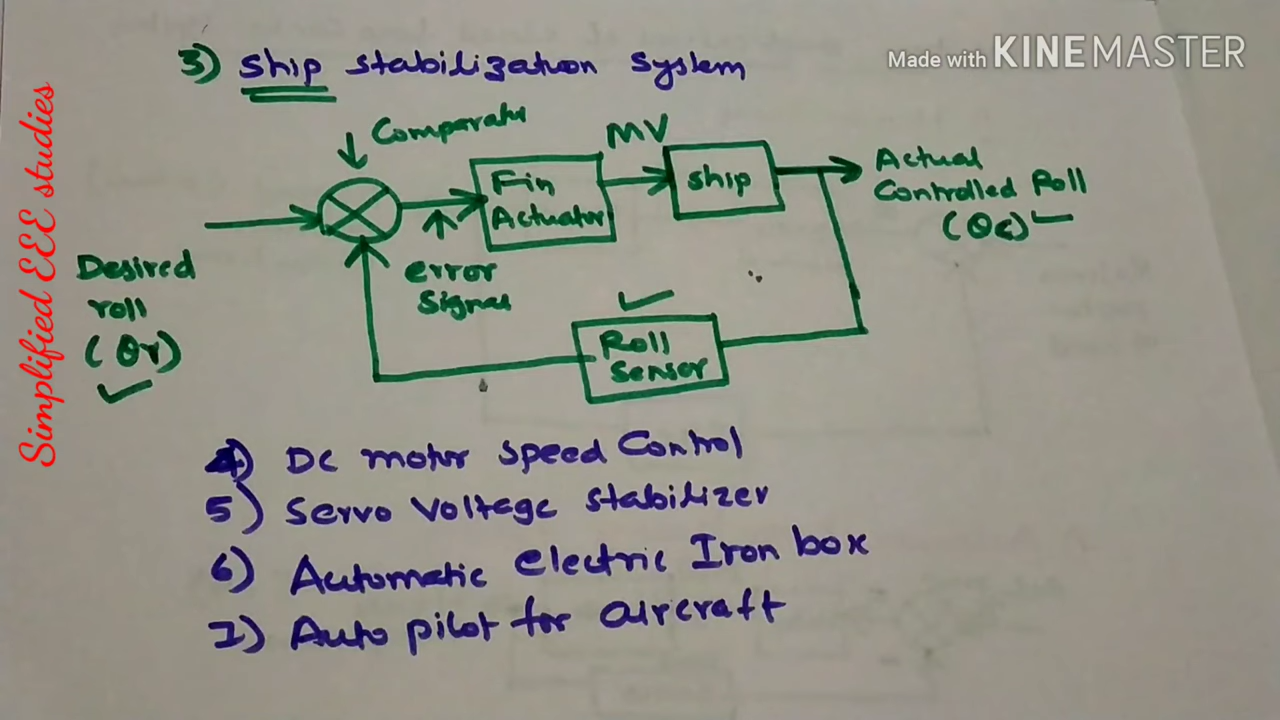 Made with KINEMASTER
Simplified EEE studies
3) Ship stabilization system
Comparator
MV
Fin
Actuator
Ship
Actual
Controlled Roll
(θc)
Desired
roll
(θr)
error
Signal
Roll
Sensor
4) DC motor speed Control
5) Servo Voltage stabilizer
6) Automatic electric Iron box
7) Auto pilot for aircraft